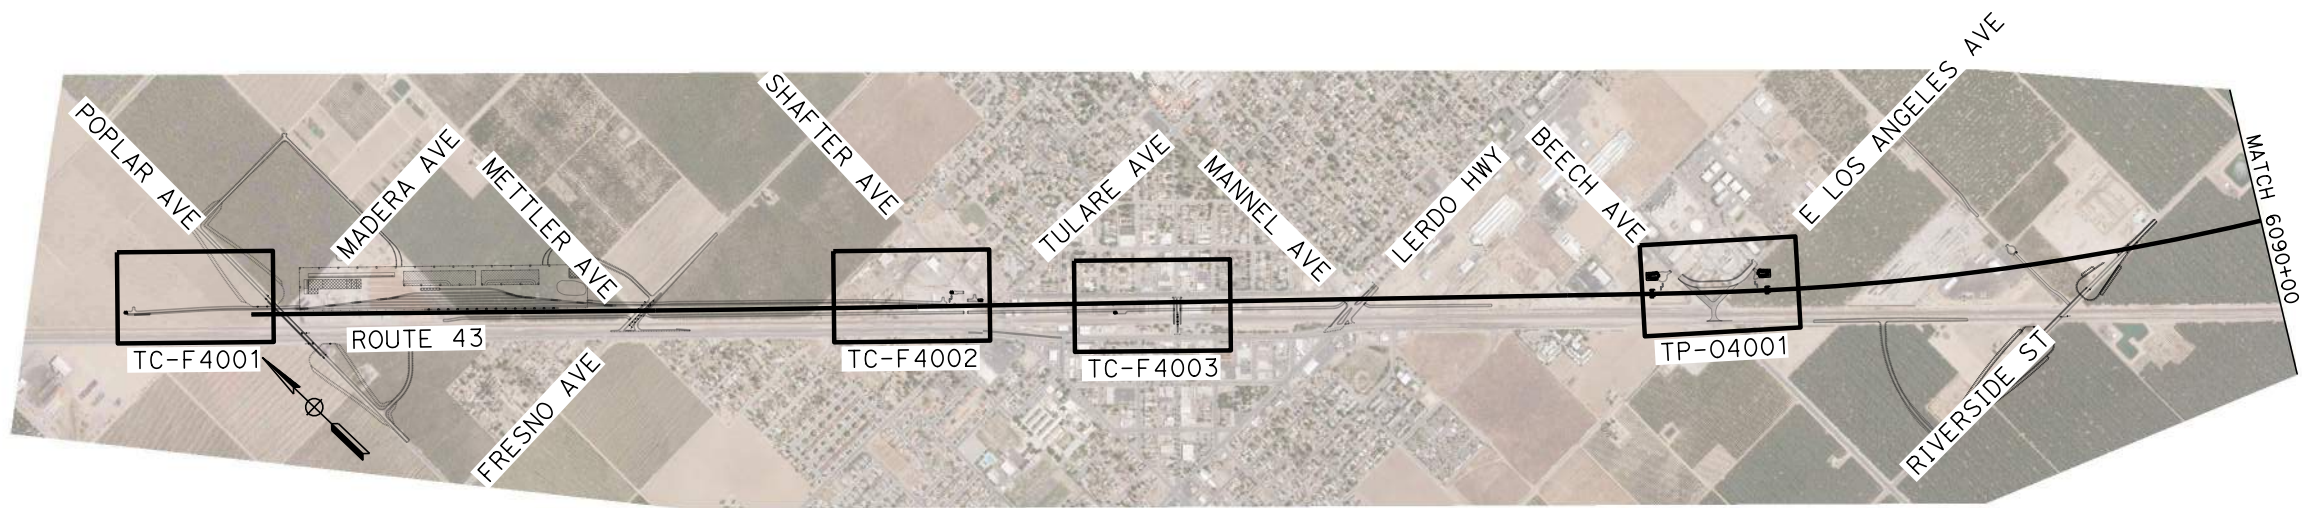 POPLAR AVE
MADERA AVE
METTLER AVE
SHAFTER AVE
TULARE AVE
MANNEL AVE
LERDO HWY
BEECH AVE
E LOS ANGELES AVE
MATCH 6090+00
ROUTE 43
TC-F4001
FRESNO AVE
TC-F4002
TC-F4003
TP-04001
RIVERSIDE ST